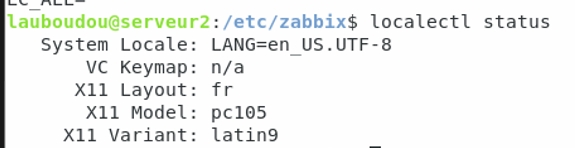 LC_ALL=
lauboudou@serveur2:/etc/zabbix$ localectl status
System Locale: LANG=en_US.UTF-8
VC Keymap: n/a
X11 Layout: fr
X11 Model: pc105
X11 Variant: latin9